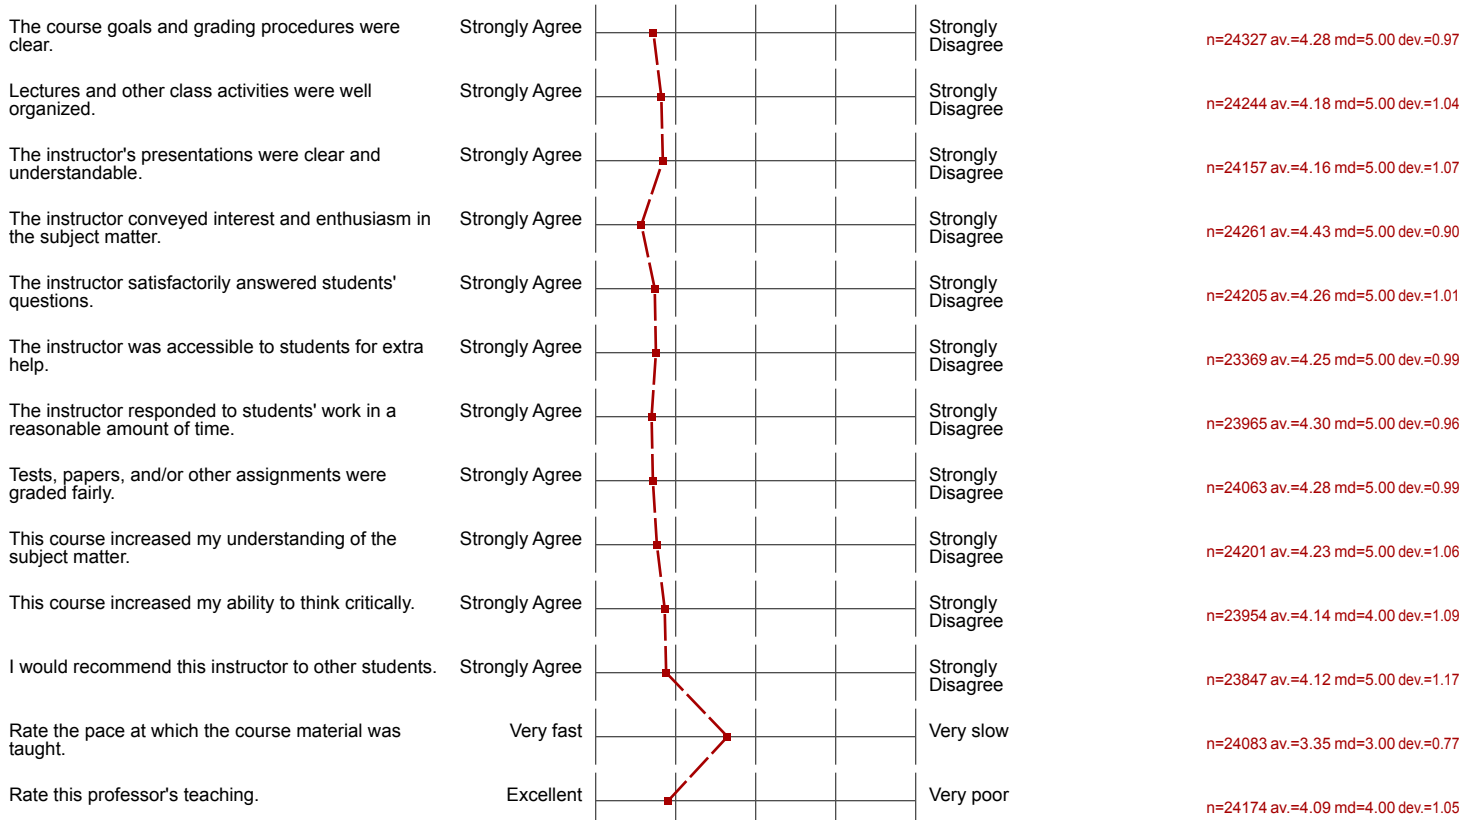 The course goals and grading procedures were
clear.
Strongly Agree
Strongly
Disagree
n=24327 av.=4.28 md=5.00 dev.=0.97
Lectures and other class activities were well
organized.
Strongly Agree
Strongly
Disagree
n=24244 av.=4.18 md=5.00 dev.=1.04
The instructor's presentations were clear and
understandable.
Strongly Agree
Strongly
Disagree
n=24157 av.=4.16 md=5.00 dev.=1.07
The instructor conveyed interest and enthusiasm in
the subject matter.
Strongly Agree
Strongly
Disagree
n=24261 av.=4.43 md=5.00 dev.=0.90
The instructor satisfactorily answered students'
questions.
Strongly Agree
Strongly
Disagree
n=24205 av.=4.26 md=5.00 dev.=1.01
The instructor was accessible to students for extra
help.
Strongly Agree
Strongly
Disagree
n=23369 av.=4.25 md=5.00 dev.=0.99
The instructor responded to students' work in a
reasonable amount of time.
Strongly Agree
Strongly
Disagree
n=23965 av.=4.30 md=5.00 dev.=0.96
Tests, papers, and/or other assignments were
graded fairly.
Strongly Agree
Strongly
Disagree
n=24063 av.=4.28 md=5.00 dev.=0.99
This course increased my understanding of the
subject matter.
Strongly Agree
Strongly
Disagree
n=24201 av.=4.23 md=5.00 dev.=1.06
This course increased my ability to think critically.
Strongly Agree
Strongly
Disagree
n=23954 av.=4.14 md=4.00 dev.=1.09
I would recommend this instructor to other students.
Strongly Agree
Strongly
Disagree
n=23847 av.=4.12 md=5.00 dev.=1.17
Rate the pace at which the course material was
taught.
Very fast
Very slow
n=24083 av.=3.35 md=3.00 dev.=0.77
Rate this professor's teaching.
Excellent
Very poor
n=24174 av.=4.09 md=4.00 dev.=1.05